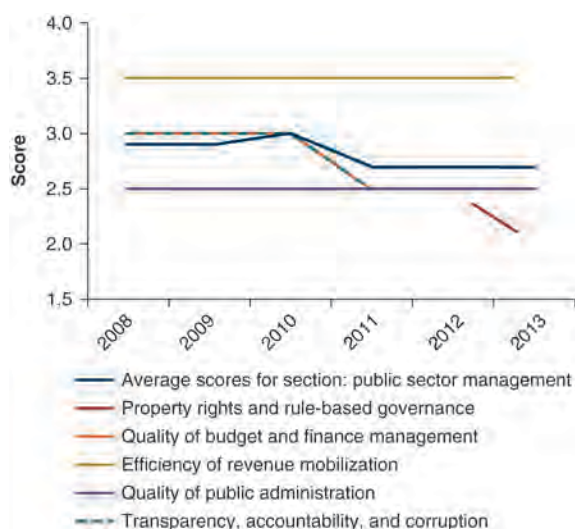 4.0
3.5
3.0
2.5
2.0
1.5
Score
2008
2009
2010
2011
2012
2013
Average scores for section: public sector management
Property rights and rule-based governance
Quality of budget and finance management
Efficiency of revenue mobilization
Quality of public administration
Transparency, accountability, and corruption